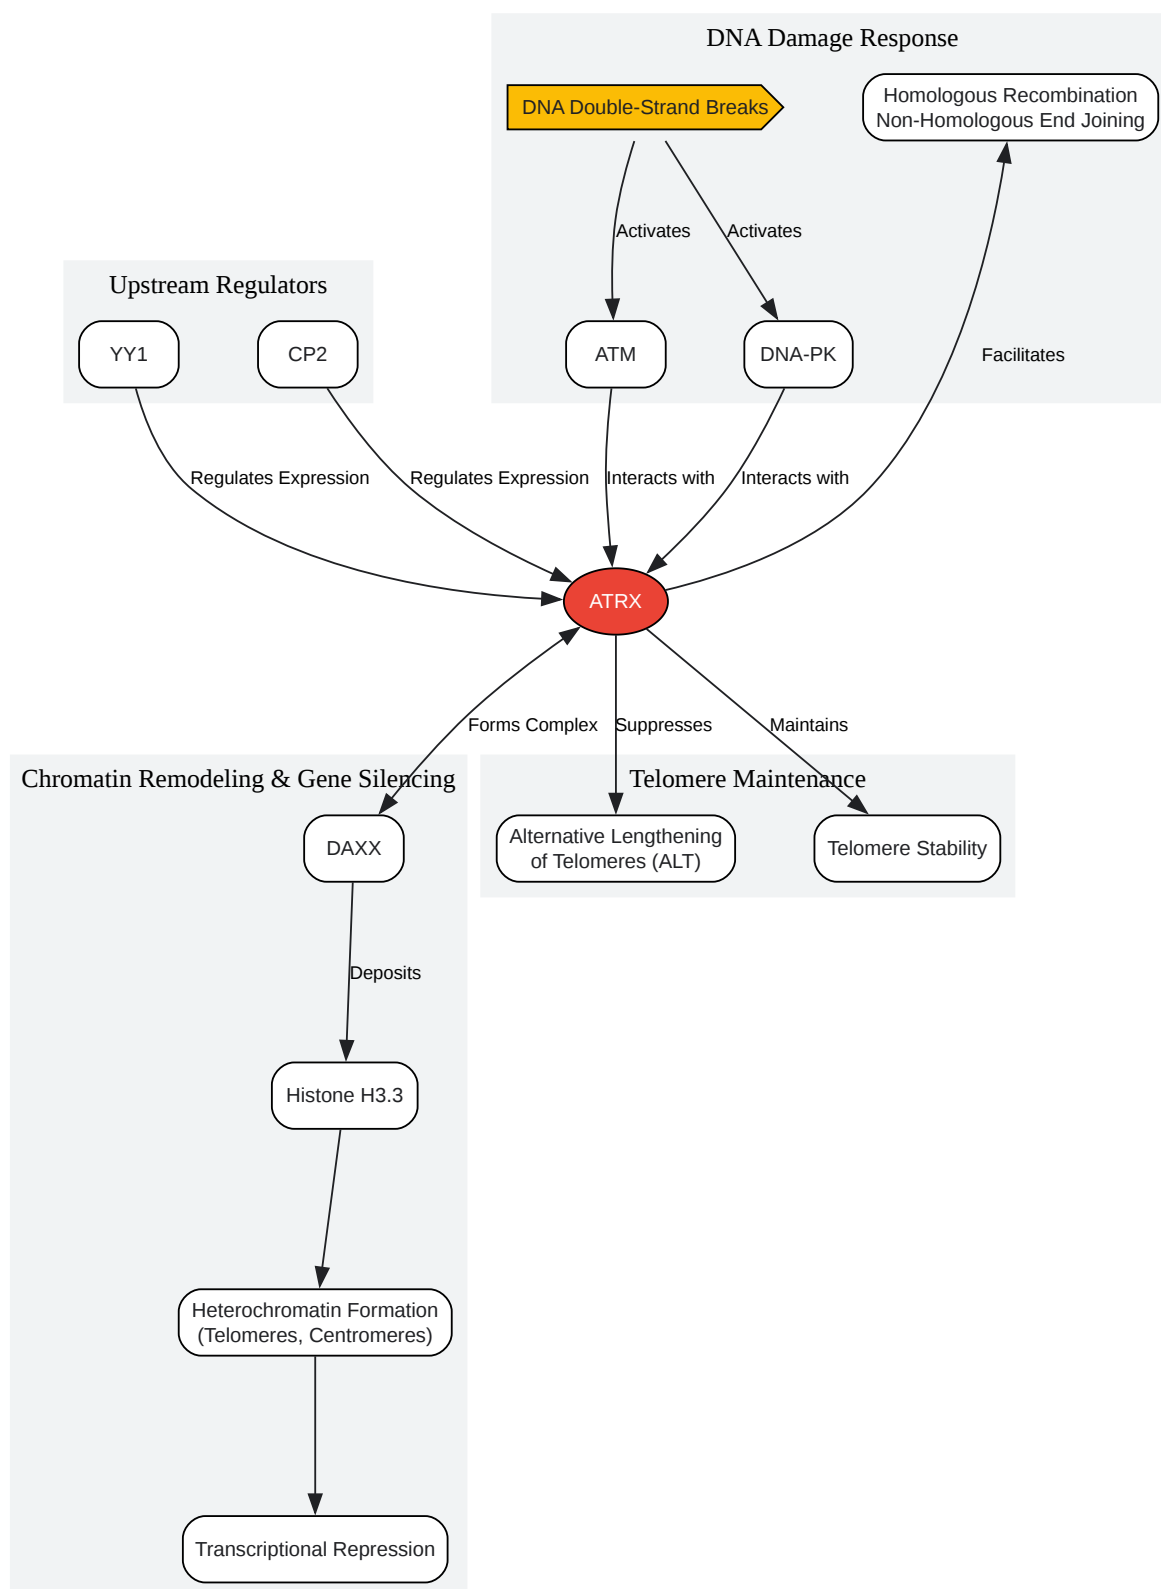 DNA Damage Response
DNA Double-Strand Breaks
Homologous Recombination
Non-Homologous End Joining
Activates
Activates
Upstream Regulators
YY1
CP2
ATM
DNA-PK
Facilitates
Regulates Expression
Regulates Expression
Interacts with
Interacts with
ATRX
Forms Complex
Suppresses
Maintains
Chromatin Remodeling & Gene Silencing
Telomere Maintenance
DAXX
Alternative Lengthening
of Telomeres (ALT)
Telomere Stability
Deposits
Histone H3.3
Heterochromatin Formation
(Telomeres, Centromeres)
Transcriptional Repression